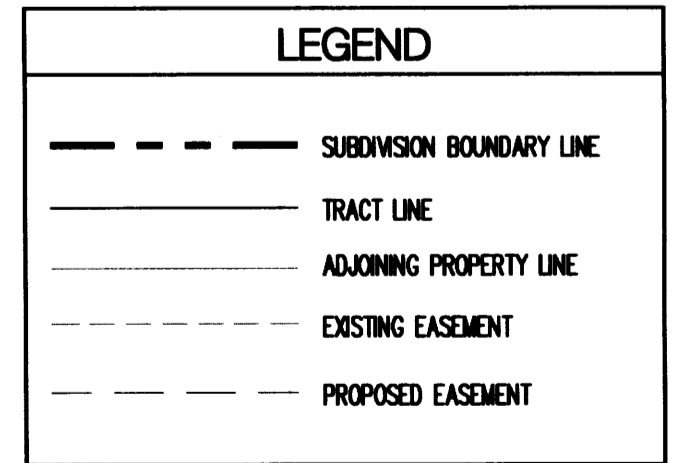 LEGEND
SUBDIVISION BOUNDARY LINE
TRACT LINE
ADJOINING PROPERTY LINE
EXISTING EASEMENT
PROPOSED EASEMENT